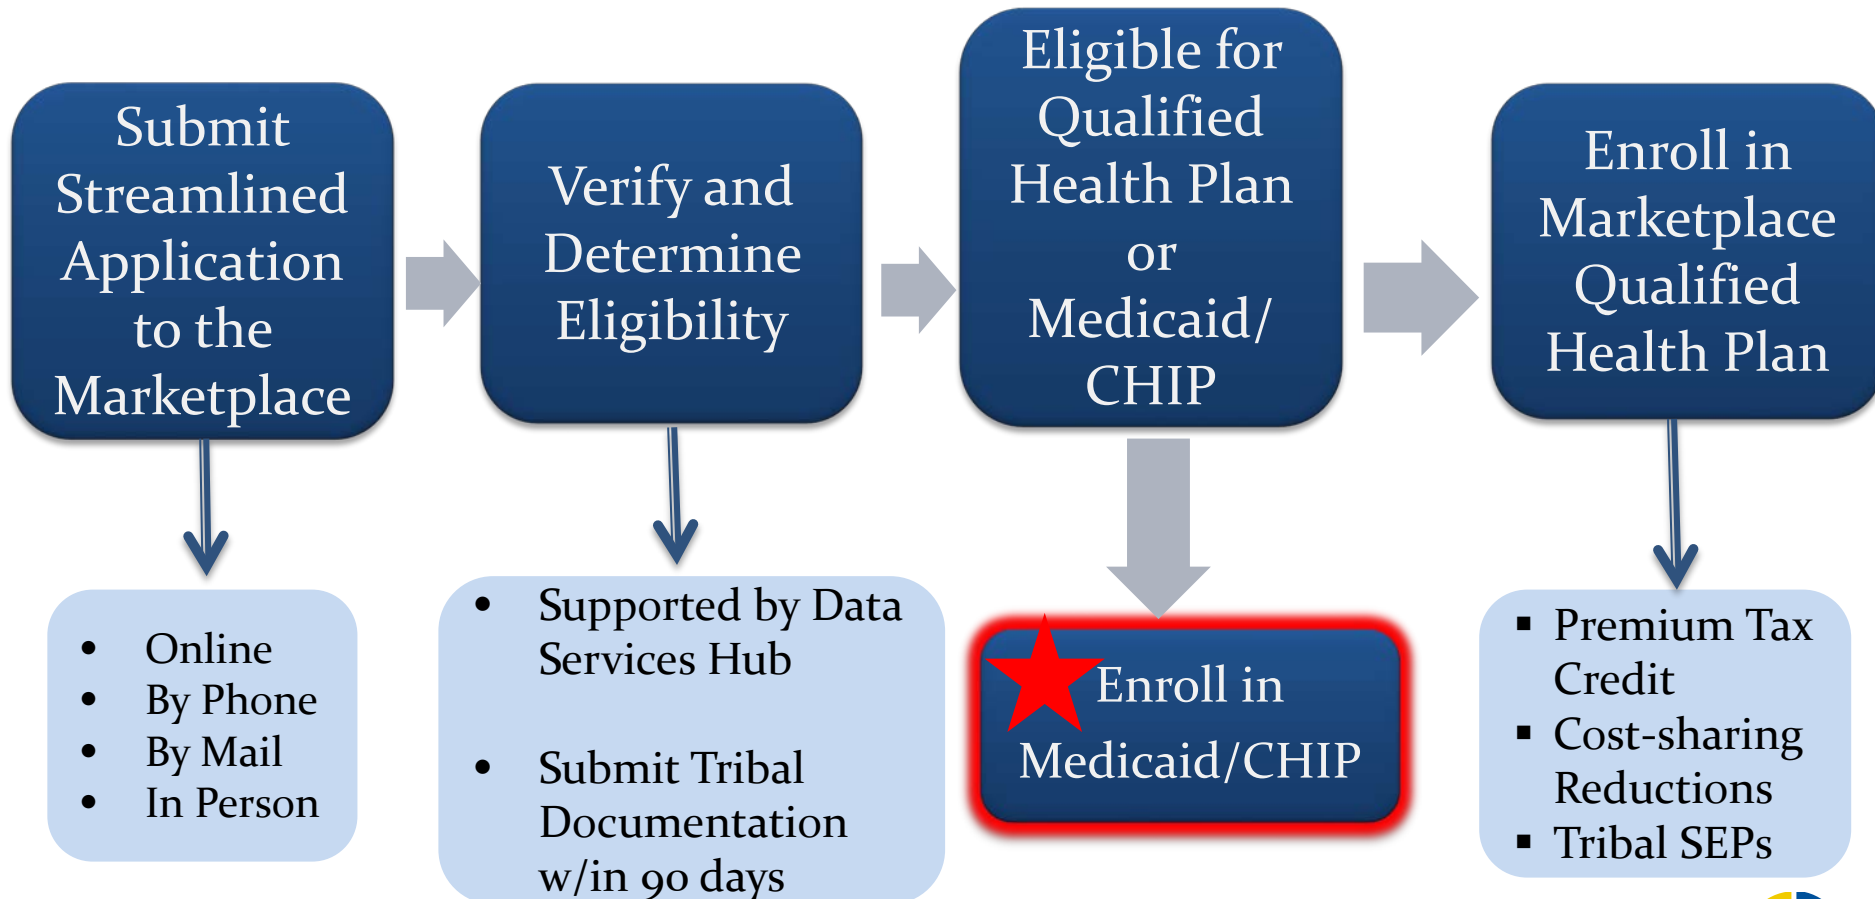 Submit
Streamlined
Application
to the
Marketplace
Verify and
Determine
Eligibility
Eligible for
Qualified
Health Plan
or
Medicaid/
CHIP
Enroll in
Marketplace
Qualified
Health Plan
• Online
• By Phone
• By Mail
• In Person
• Supported by Data
Services Hub
• Submit Tribal
Documentation
w/in 90 days
Enroll in
Medicaid/CHIP
▪ Premium Tax
Credit
▪ Cost-sharing
Reductions
▪ Tribal SEPs